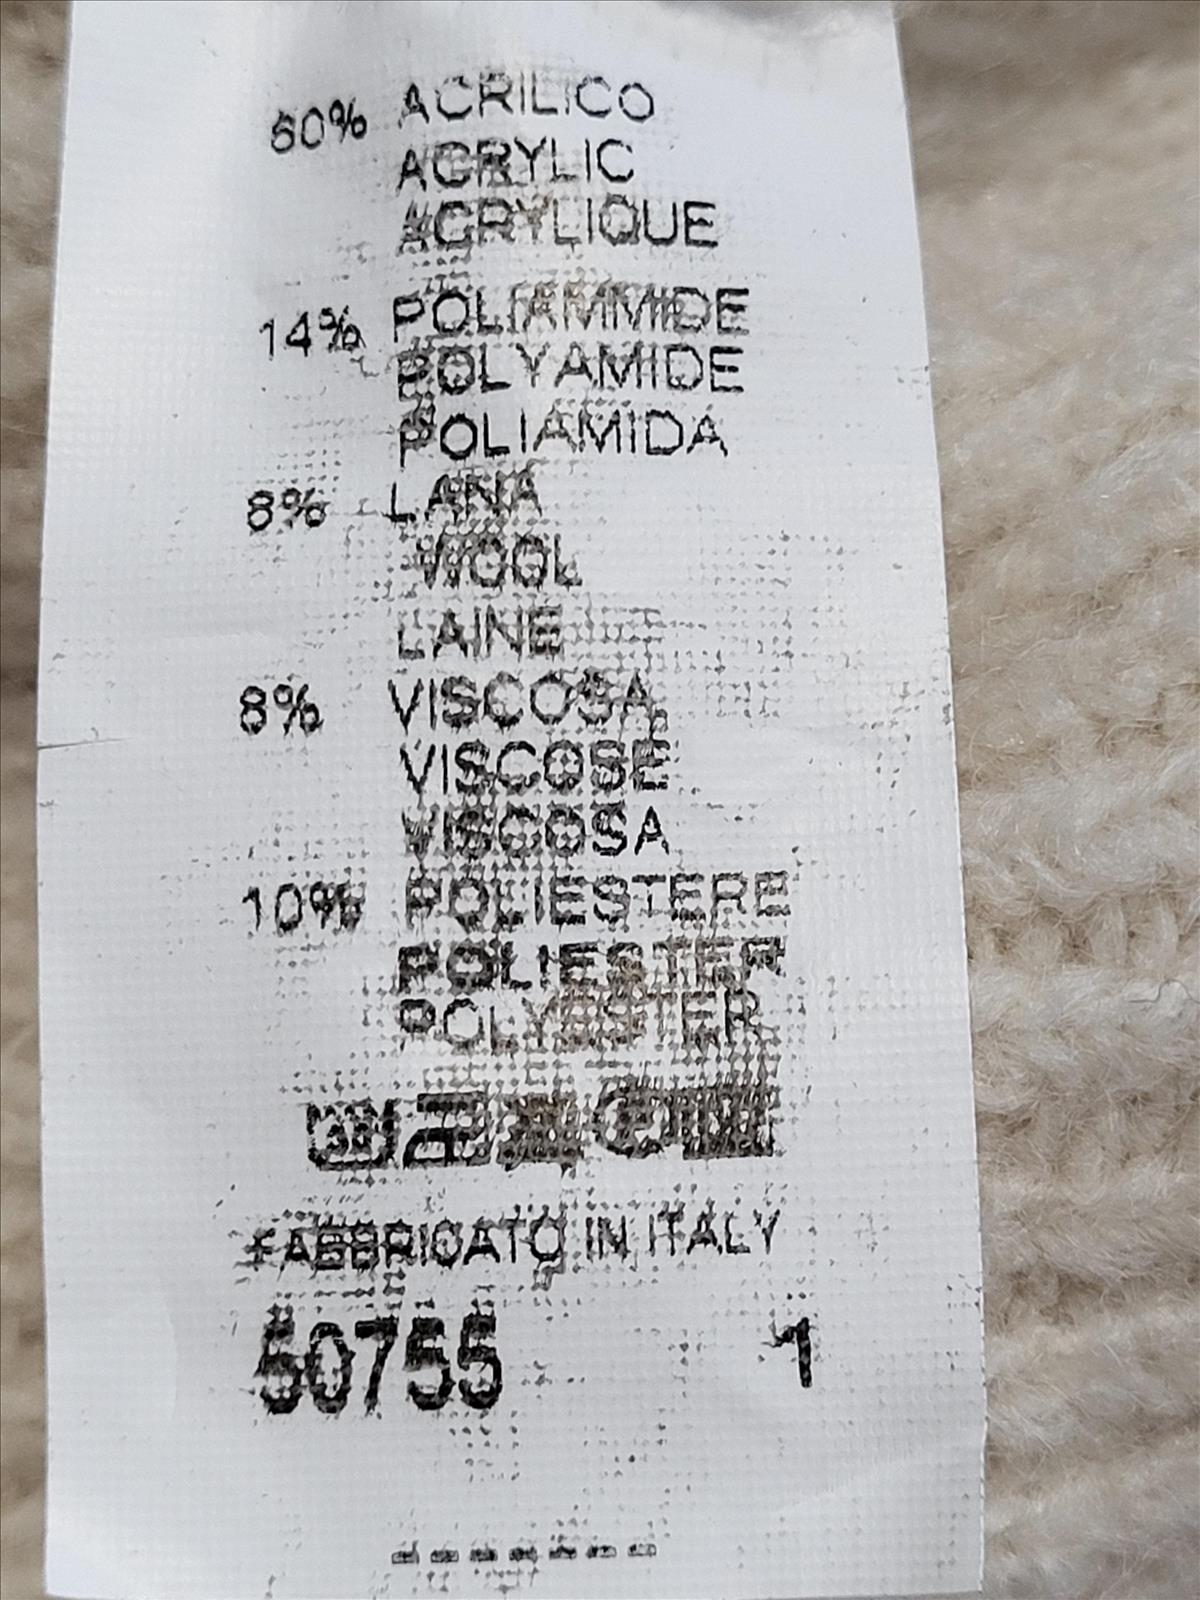 60% ACRILICO
ACRYLIC
ACRYLIQUE
14% POLIAMMIDE
POLYAMIDE
POLIAMIDA
8% LANA
WOOL
LAINE
8% VISCOSA
VISCOSE
VISCOSA
10% POLIESTERE
POLIESTER
POLYESTER
FABBRICATO IN ITALY
50755 1